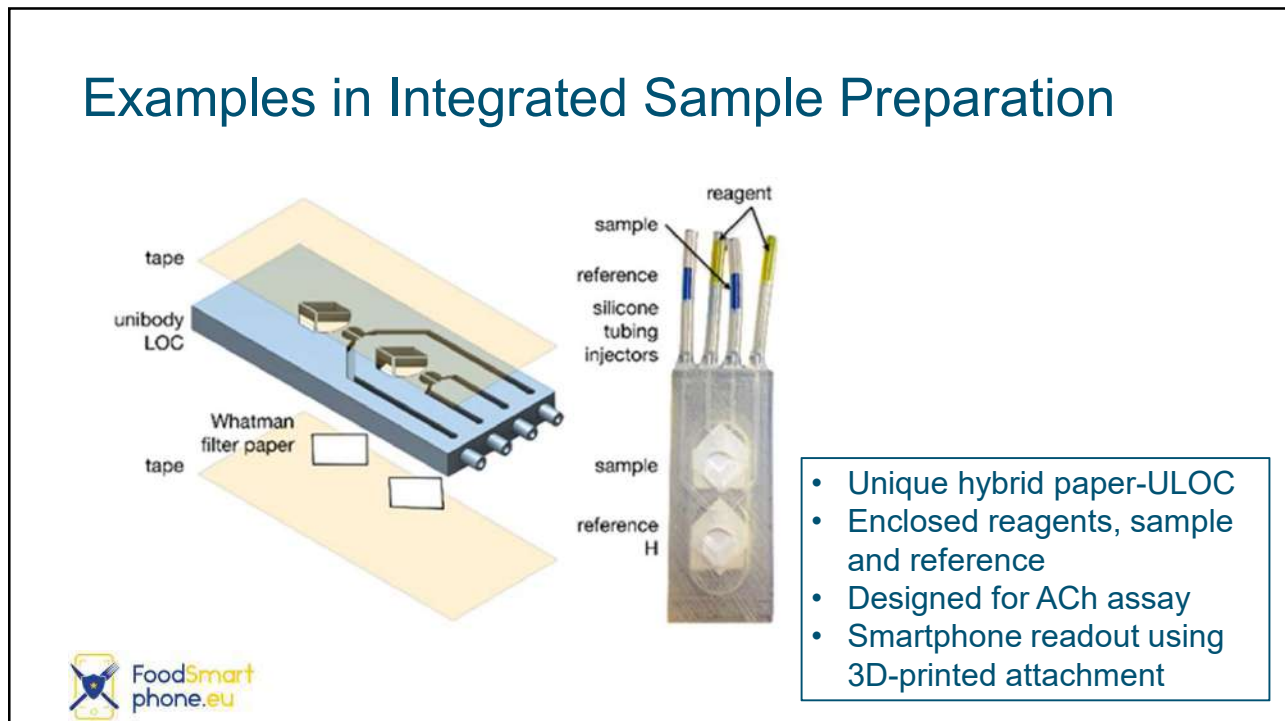 Examples in Integrated Sample Preparation
tape
unibody
LOC
Whatman
filter paper
tape
reagent
sample
reference
silicone
tubing
injectors
sample
reference
H
• Unique hybrid paper-ULOC
• Enclosed reagents, sample
and reference
• Designed for ACh assay
• Smartphone readout using
3D-printed attachment
FoodSmart
phone.eu